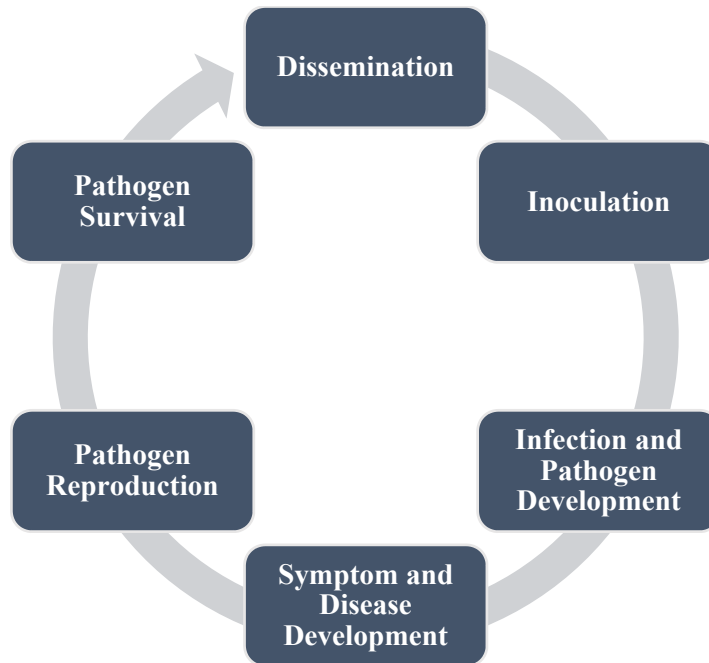 Dissemination
Inoculation
Infection and
Pathogen
Development
Symptom and
Disease
Development
Pathogen
Reproduction
Pathogen
Survival